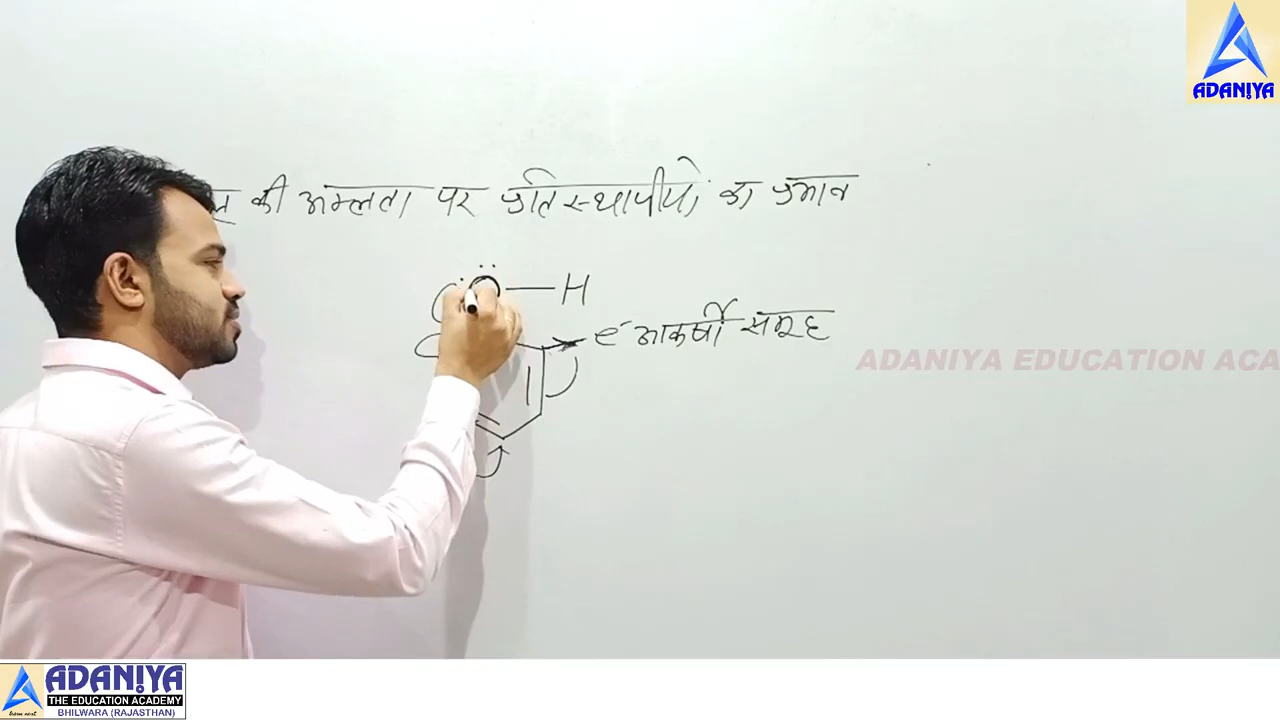 ADANIYA
की अम्लता पर प्रतिस्थापीयों का प्रभाव
O — H
e⁻ आकर्षी समूह
ADANIYA EDUCATION ACA
ADANIYA
THE EDUCATION ACADEMY
BHILWARA (RAJASTHAN)